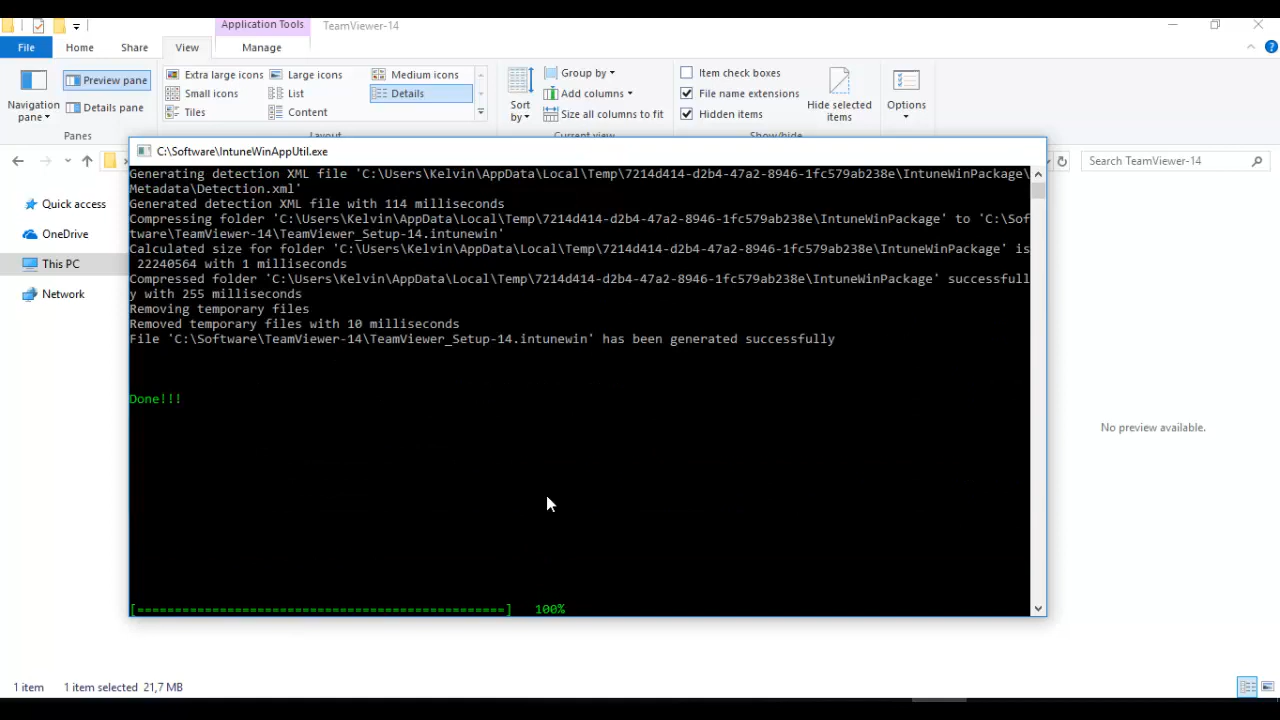 Application Tools
TeamViewer-14
File
Home
Share
View
Manage
Preview pane
Details pane
Navigation
pane
Panes
Extra large icons
Large icons
Medium icons
Small icons
List
Details
Tiles
Content
Layout
Sort
by
Group by
Add columns
Size all columns to fit
Current view
Item check boxes
File name extensions
Hidden items
Hide selected
items
Show/hide
Options
Search TeamViewer-14
Quick access
OneDrive
This PC
Network
C:\Software\IntuneWinAppUtil.exe
Generating detection XML file 'C:\Users\Kelvin\AppData\Local\Temp\7214d414-d2b4-47a2-8946-1fc579ab238e\IntuneWinPackage\
Metadata\Detection.xml'
Generated detection XML file with 114 milliseconds
Compressing folder 'C:\Users\Kelvin\AppData\Local\Temp\7214d414-d2b4-47a2-8946-1fc579ab238e\IntuneWinPackage' to 'C:\Sof
tware\TeamViewer-14\TeamViewer_Setup-14.intunewin'
Calculated size for folder 'C:\Users\Kelvin\AppData\Local\Temp\7214d414-d2b4-47a2-8946-1fc579ab238e\IntuneWinPackage' is
22240564 with 1 milliseconds
Compressed folder 'C:\Users\Kelvin\AppData\Local\Temp\7214d414-d2b4-47a2-8946-1fc579ab238e\IntuneWinPackage' successfull
y with 255 milliseconds
Removing temporary files
Removed temporary files with 10 milliseconds
File 'C:\Software\TeamViewer-14\TeamViewer_Setup-14.intunewin' has been generated successfully
Done!!!
[=================================================] 100%
No preview available.
1 item
1 item selected 21,7 MB